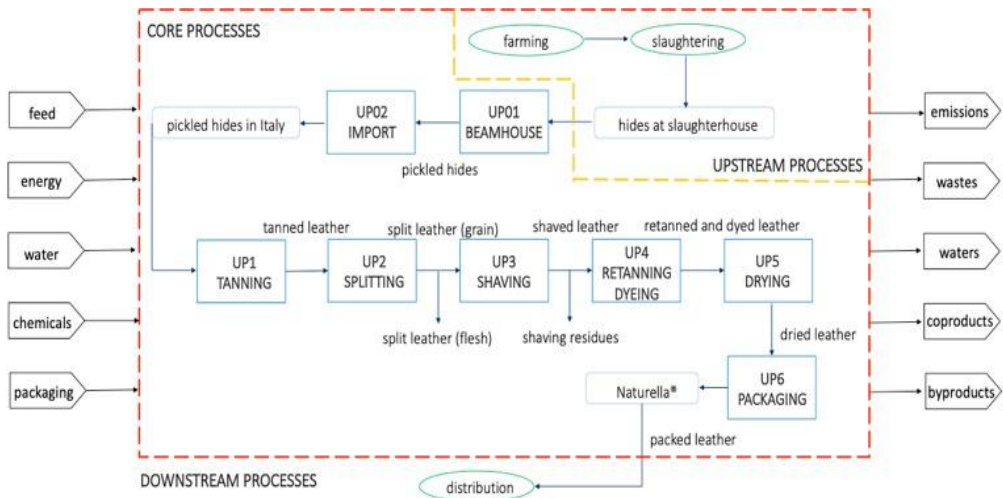 CORE PROCESSES
farming
slaughtering
feed
pickled hides in Italy
UP02
IMPORT
UP01
BEAMHOUSE
hides at slaughterhouse
emissions
pickled hides
UPSTREAM PROCESSES
energy
wastes
tanned leather
split leather (grain)
shaved leather
retanned and dyed leather
water
waters
UP1
TANNING
UP2
SPLITTING
UP3
SHAVING
UP4
RETANNING
DYEING
UP5
DRYING
chemicals
split leather (flesh)
shaving residues
dried leather
coproducts
packaging
Naturella®
UP6
PACKAGING
byproducts
packed leather
DOWNSTREAM PROCESSES
distribution